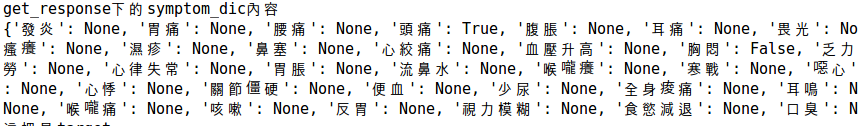 get_response下的symptom_dic內容
{'發炎': None, '胃痛': None, '腰痛': None, '頭痛': True, '腹脹': None, '耳痛': None, '畏光': No
瘙癢': None, '濕疹': None, '鼻塞': None, '心絞痛': None, '血壓升高': None, '胸悶': False, '乏力
勞': None, '心律失常': None, '胃脹': None, '流鼻水': None, '喉嚨癢': None, '寒戰': None, '噁心'
: None, '心悸': None, '關節僵硬': None, '便血': None, '少尿': None, '全身痠痛': None, '耳鳴': N
None, '喉嚨痛': None, '咳嗽': None, '反胃': None, '視力模糊': None, '食慾減退': None, '口臭': N